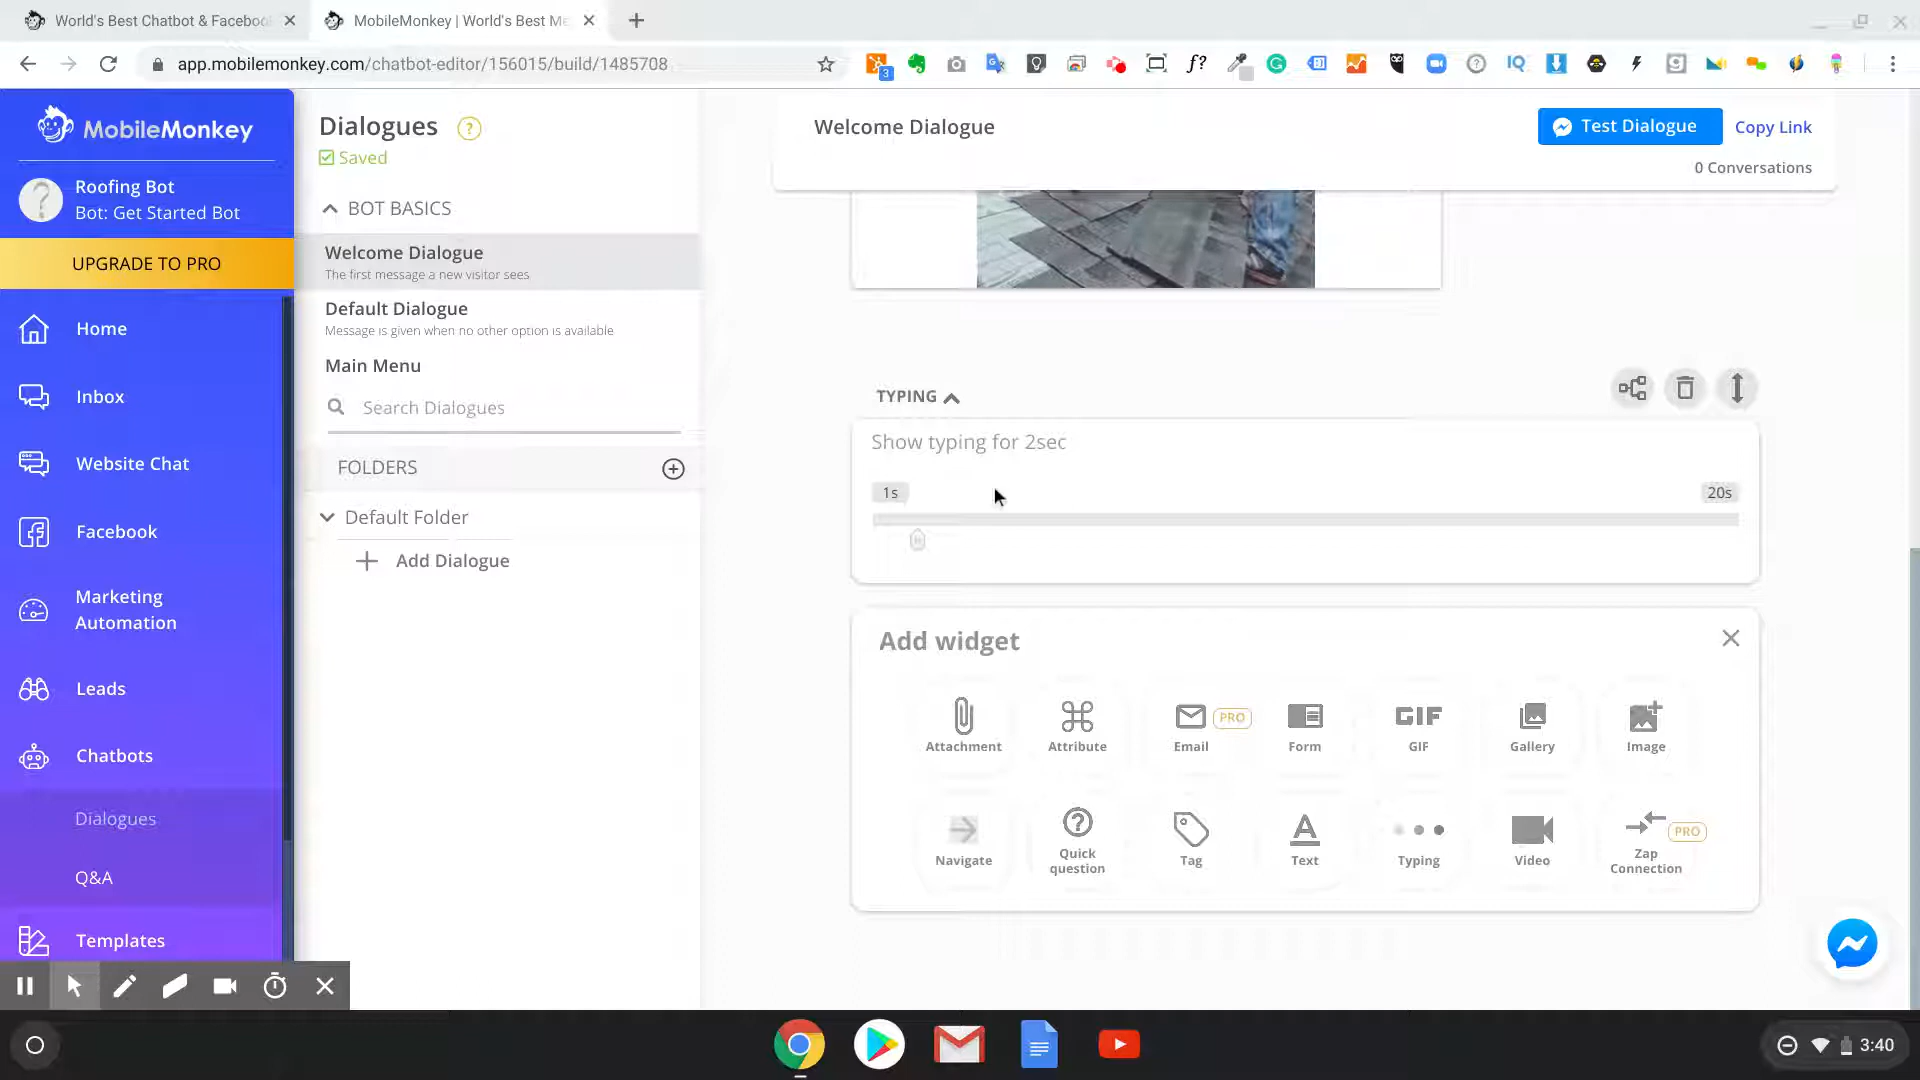 World's Best Chatbot & Faceboo
MobileMonkey | World's Best Me
app.mobilemonkey.com/chatbot-editor/156015/build/1485708
3
f?
IQ
MobileMonkey
Roofing Bot
Bot: Get Started Bot
UPGRADE TO PRO
Home
Inbox
Website Chat
Facebook
Marketing
Automation
Leads
Chatbots
Dialogues
Q&A
Templates
Dialogues ?
Saved
BOT BASICS
Welcome Dialogue
The first message a new visitor sees
Default Dialogue
Message is given when no other option is available
Main Menu
Search Dialogues
FOLDERS
Default Folder
Add Dialogue
Welcome Dialogue
Test Dialogue
Copy Link
0 Conversations
TYPING
Show typing for 2sec
1s
20s
Add widget
Attachment
Attribute
Email PRO
Form
GIF
GIF
Gallery
Image
Navigate
Quick
question
Tag
Text
Typing
Video
Zap
Connection PRO
3:40